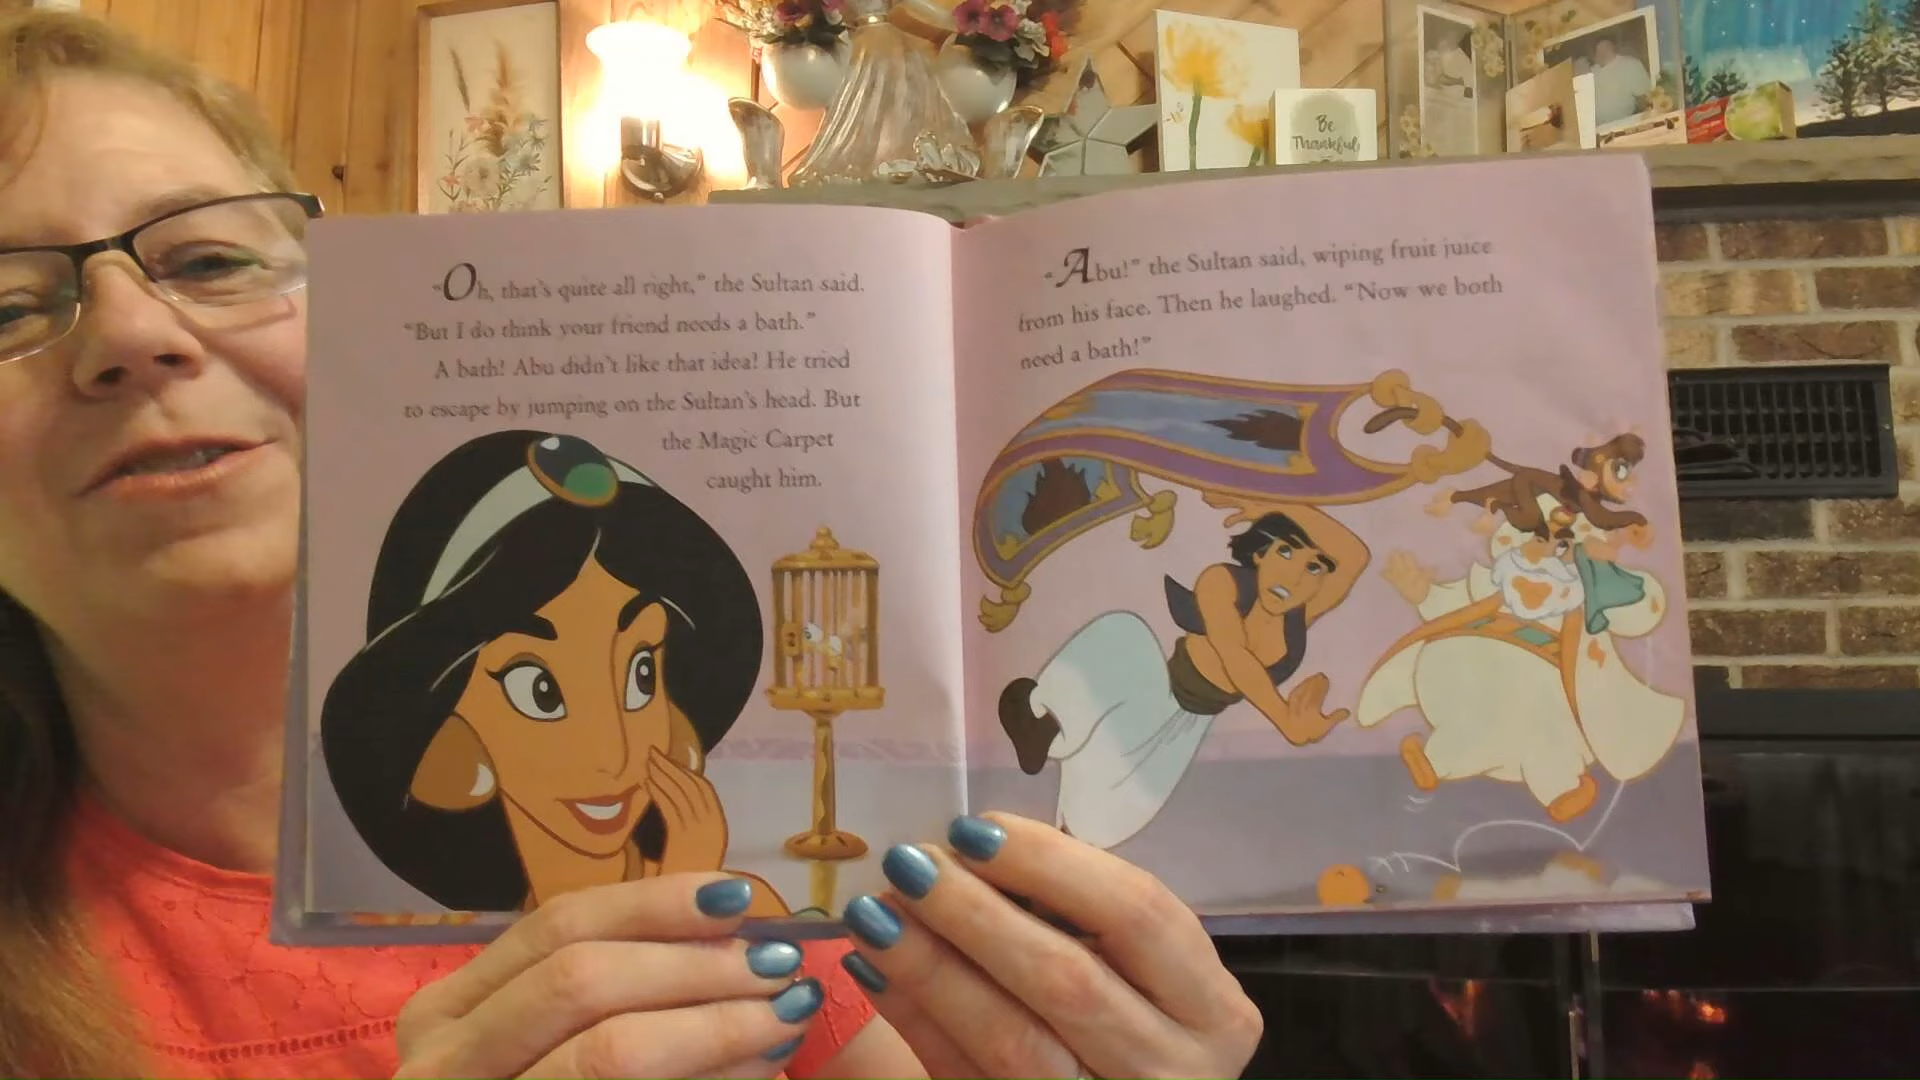 Be
Thankful
"Oh, that's quite all right," the Sultan said.
"But I do think your friend needs a bath."
A bath! Abu didn't like that idea! He tried
to escape by jumping on the Sultan's head. But
the Magic Carpet
caught him.
"Abu!" the Sultan said, wiping fruit juice
from his face. Then he laughed. "Now we both
need a bath!"